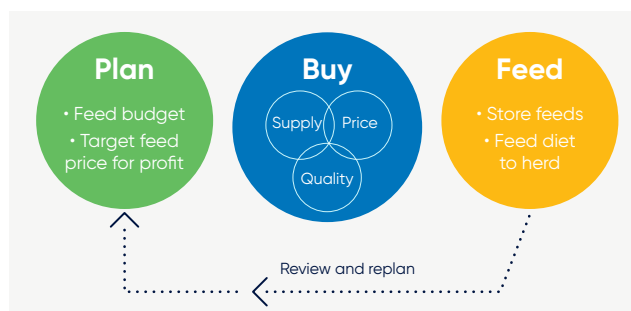 Plan
• Feed budget
• Target feed
price for profit
Buy
Supply
Price
Quality
Feed
• Store feeds
• Feed diet
to herd
Review and replan